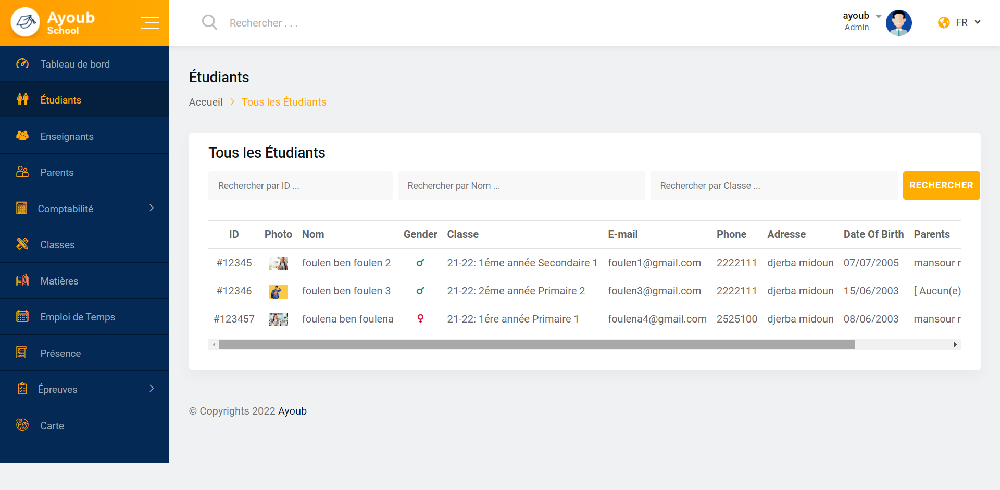 Ayoub
School
Rechercher . . .
ayoub
Admin
FR
Tableau de bord
Étudiants
Enseignants
Parents
Comptabilité
Classes
Matières
Emploi de Temps
Présence
Épreuves
Carte
Étudiants
Accueil > Tous les Étudiants
Tous les Étudiants
Rechercher par ID ... Rechercher par Nom ... Rechercher par Classe ... RECHERCHER
ID Photo Nom Gender Classe E-mail Phone Adresse Date Of Birth Parents
#12345 foulen ben foulen 2 ♂ 21-22: 1éme année Secondaire 1 foulen1@gmail.com 2222111 djerba midoun 07/07/2005 mansour
#12346 foulen ben foulen 3 ♂ 21-22: 2éme année Primaire 2 foulen3@gmail.com 2222111 djerba midoun 15/06/2003 [ Aucun(e)
#123457 foulena ben foulena ♀ 21-22: 1ére année Primaire 1 foulena4@gmail.com 2525100 djerba midoun 08/06/2003 mansour
© Copyrights 2022 Ayoub